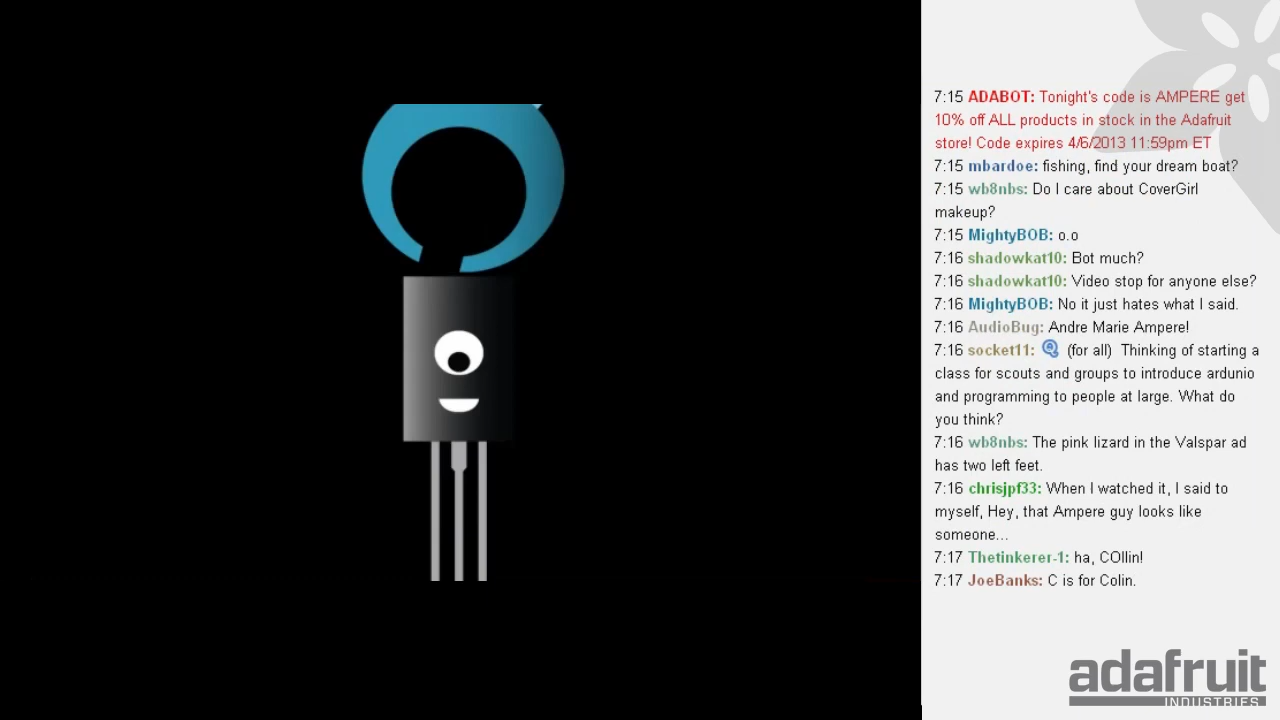 7:15 ADABOT: Tonight's code is AMPERE get
10% off ALL products in stock in the Adafruit
store! Code expires 4/6/2013 11:59pm ET
7:15 mbardoe: fishing, find your dream boat?
7:15 wb8nbs: Do I care about CoverGirl
makeup?
7:15 MightyBOB: o.o
7:16 shadowkat10: Bot much?
7:16 shadowkat10: Video stop for anyone else?
7:16 MightyBOB: No it just hates what I said.
7:16 AudioBug: Andre Marie Ampere!
7:16 socket11: (for all) Thinking of starting a
class for scouts and groups to introduce ardunio
and programming to people at large. What do
you think?
7:16 wb8nbs: The pink lizard in the Valspar ad
has two left feet.
7:16 chrisjpf33: When I watched it, I said to
myself, Hey, that Ampere guy looks like
someone...
7:17 Thetinkerer-1: ha, COllin!
7:17 JoeBanks: C is for Colin.
adafruit
INDUSTRIES